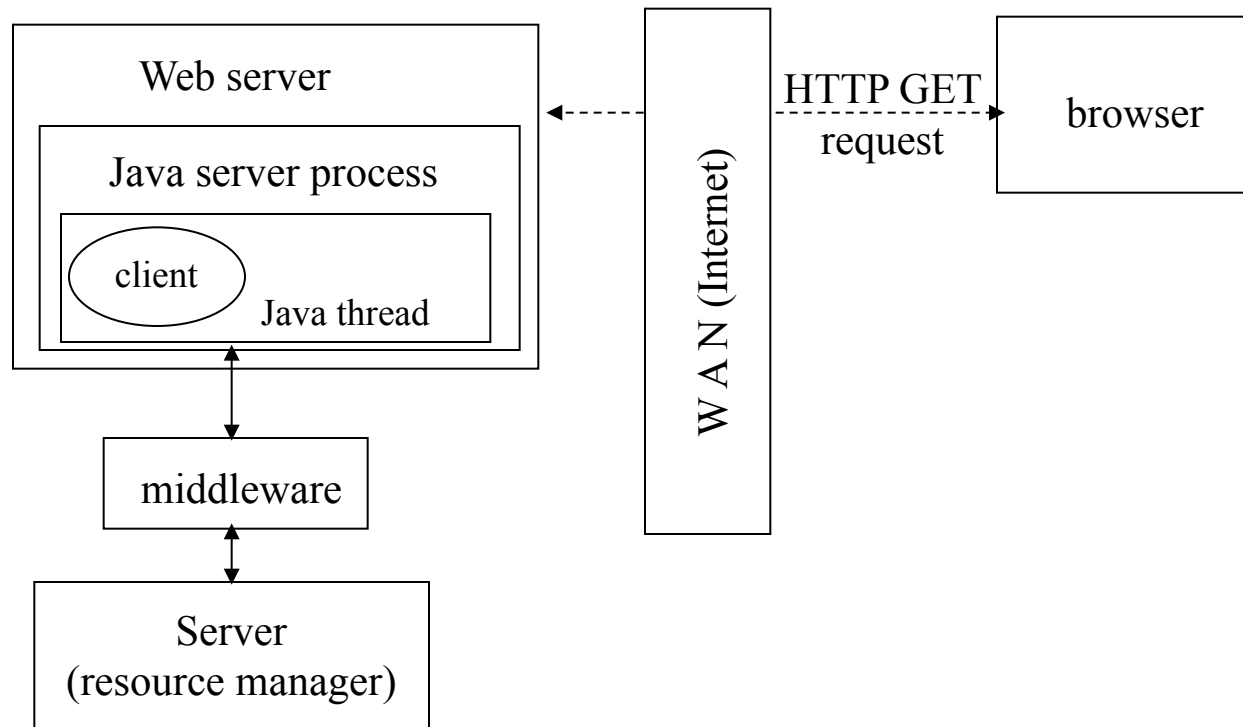 Web server
Java server process
client
Java thread
middleware
Server
(resource manager)
W A N (Internet)
HTTP GET
request
browser